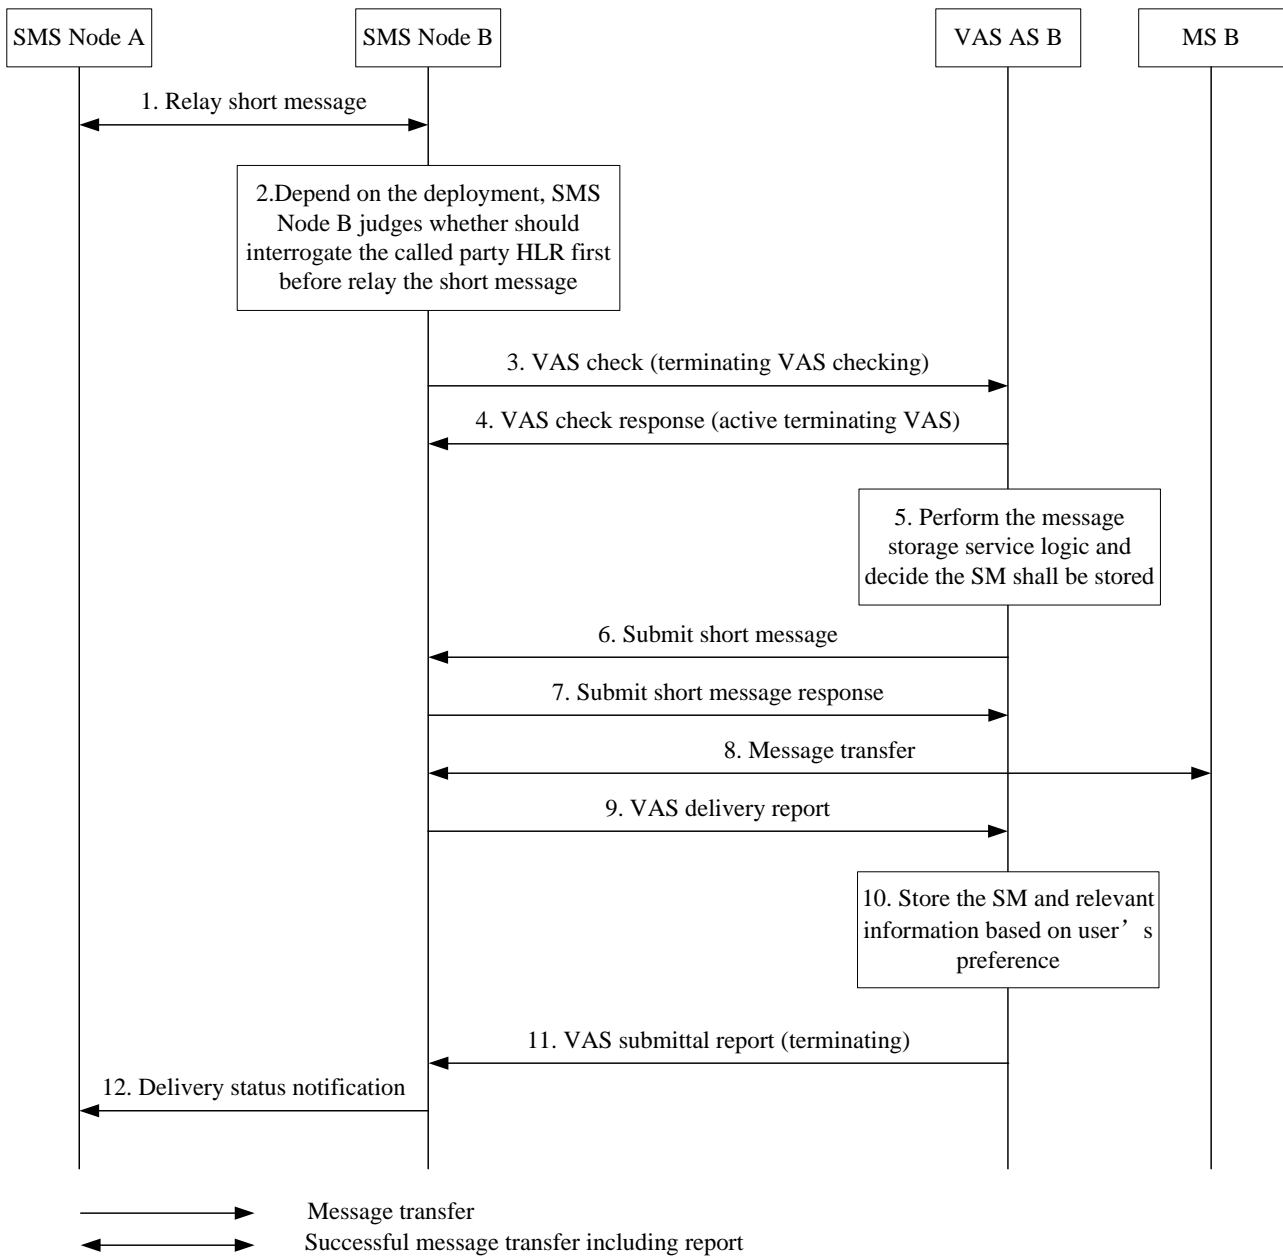 SMS Node A
SMS Node B
VAS AS B
MS B
1. Relay short message
2.Depend on the deployment, SMS
Node B judges whether should
interrogate the called party HLR first
before relay the short message
3. VAS check (terminating VAS checking)
4. VAS check response (active terminating VAS)
5. Perform the message
storage service logic and
decide the SM shall be stored
6. Submit short message
7. Submit short message response
8. Message transfer
9. VAS delivery report
10. Store the SM and relevant
information based on user’s
preference
11. VAS submittal report (terminating)
12. Delivery status notification
Message transfer
Successful message transfer including report